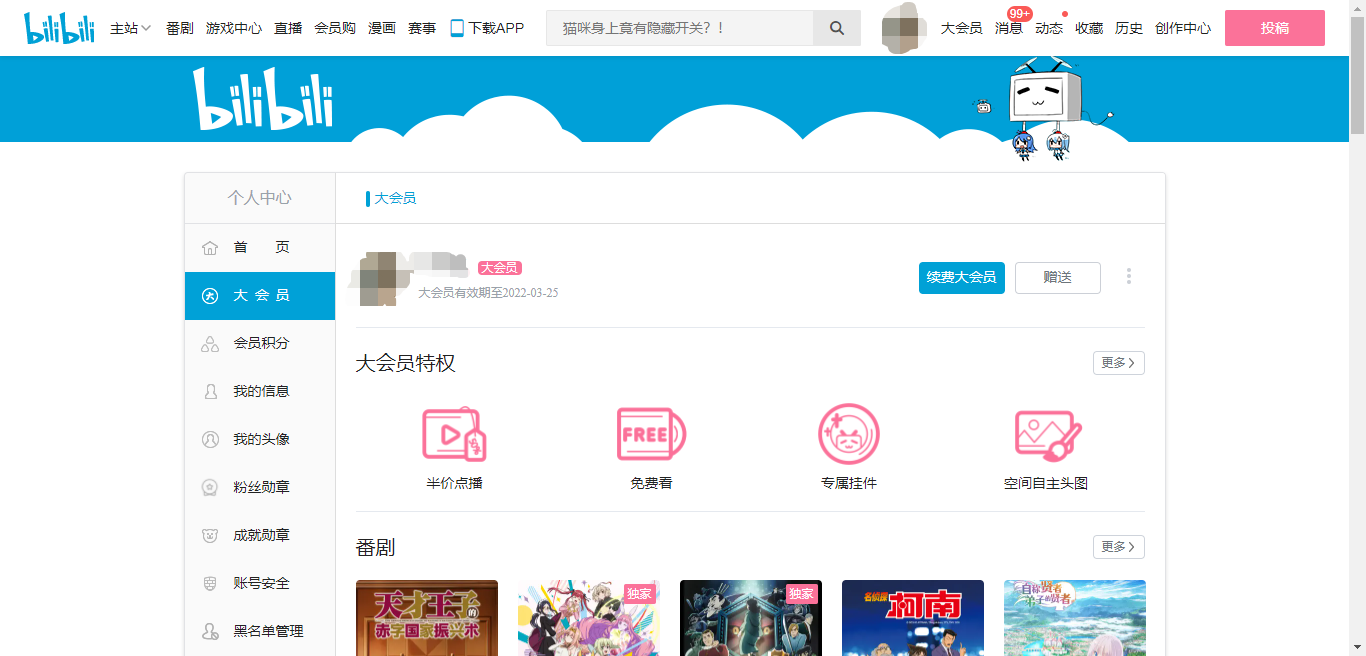 bilibili 主站 番剧 游戏中心 直播 会员购 漫画 赛事 下载APP 猫咪身上竟有隐藏开关？！ 大会员 消息 99+ 动态 收藏 历史 创作中心 投稿
bilibili
个人中心
大会员
首 页
大 会 员
会员积分
我的信息
我的头像
粉丝勋章
成就勋章
账号安全
黑名单管理
大会员
大会员有效期至2022-03-25
续费大会员
赠送
大会员特权
更多
FREE
半价点播
免费看
专属挂件
空间自主头图
番剧
更多
天才王子的
赤字国家振兴术
独家
独家
名侦探
柯南
自称贤者
弟子的贤者